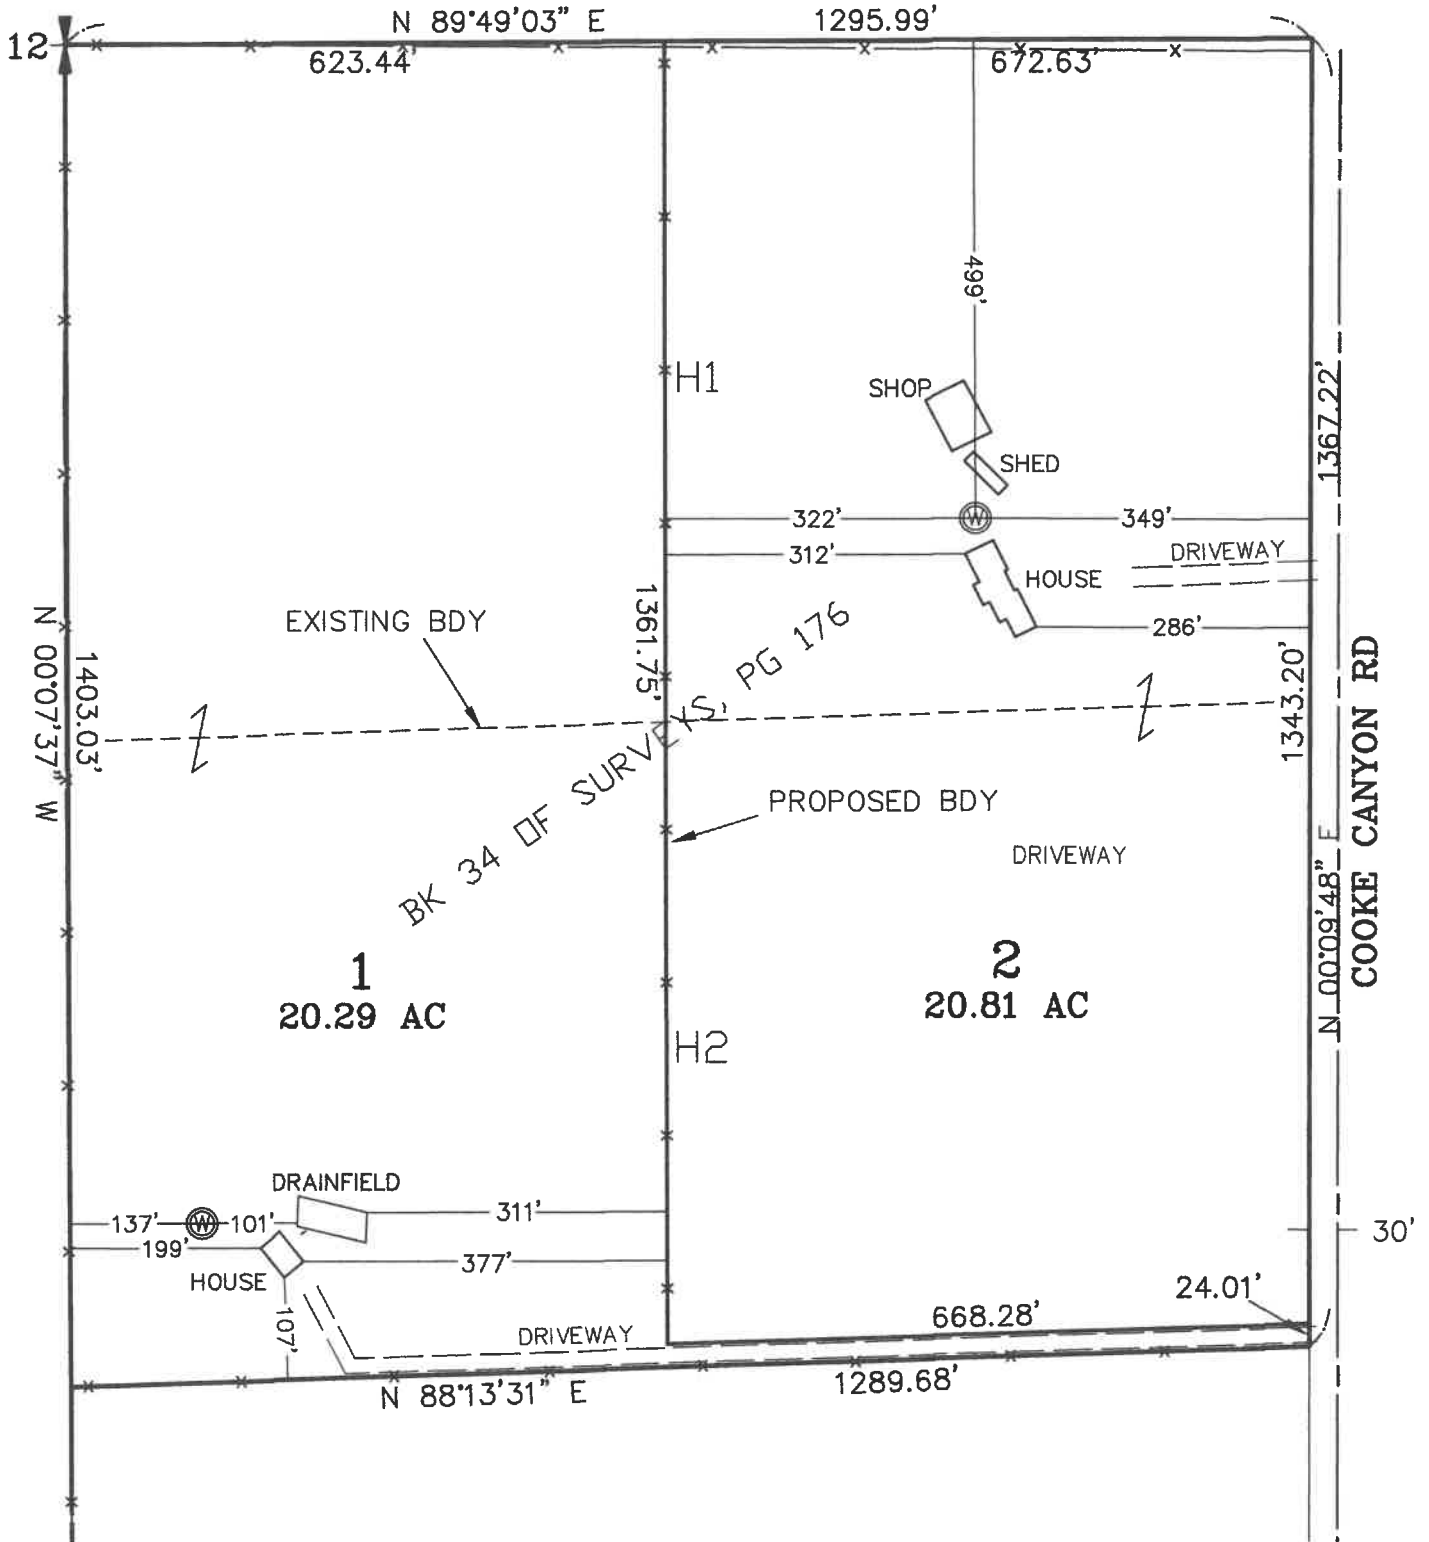 N 89°49'03" E
1295.99'
12
623.44'
672.63'
499'
H1
SHOP
SHED
1367.22'
322'
349'
312'
DRIVEWAY
HOUSE
286'
EXISTING BDY
1361.75'
BK 34 OF SURVEYS, PG 176
N 00°07'37" W
1403.03'
1343.20'
COOKE CANYON RD
PROPOSED BDY
DRIVEWAY
N 00°09'48" E
1
20.29 AC
2
20.81 AC
H2
DRAINFIELD
137'
W
101'
311'
199'
377'
HOUSE
107'
DRIVEWAY
30'
24.01'
668.28'
N 88°13'31" E
1289.68'
W